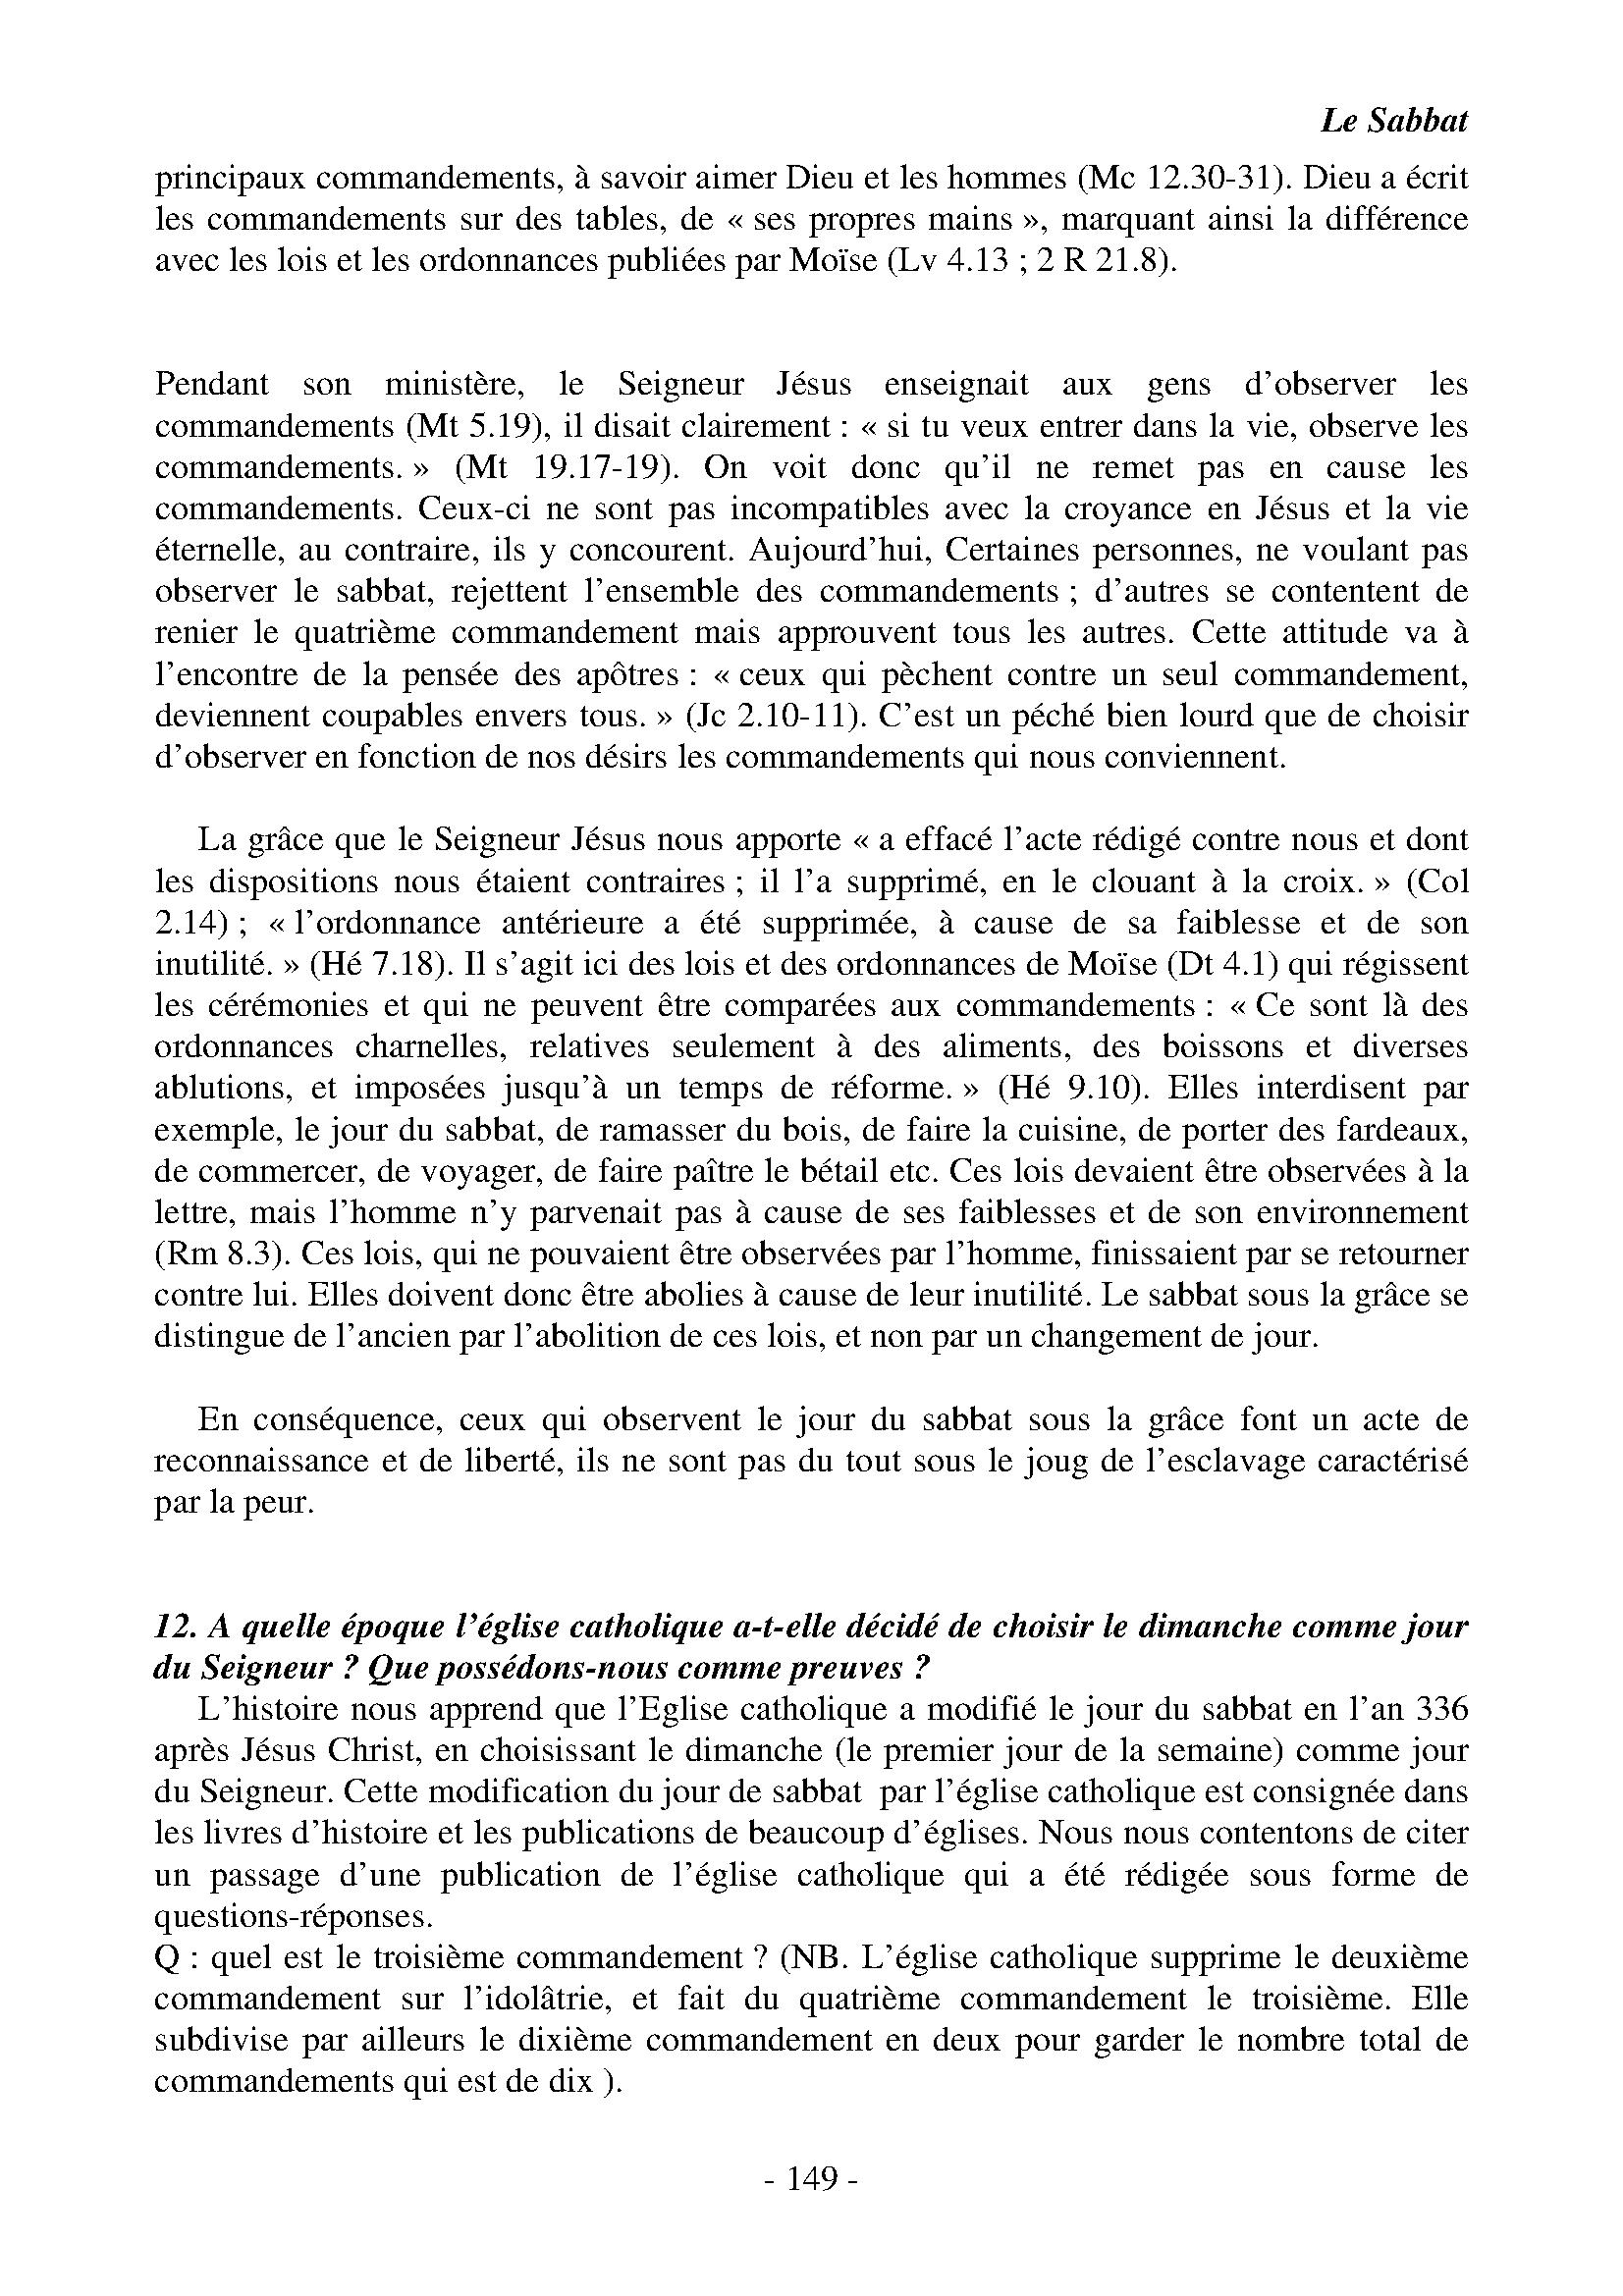 Le Sabbat
principaux commandements, à savoir aimer Dieu et les hommes (Mc 12.30-31). Dieu a écrit
les commandements sur des tables, de « ses propres mains », marquant ainsi la différence
avec les lois et les ordonnances publiées par Moïse (Lv 4.13 ; 2 R 21.8).
Pendant son ministère, le Seigneur Jésus enseignait aux gens d’observer les
commandements (Mt 5.19), il disait clairement : « si tu veux entrer dans la vie, observe les
commandements. » (Mt 19.17-19). On voit donc qu’il ne remet pas en cause les
commandements. Ceux-ci ne sont pas incompatibles avec la croyance en Jésus et la vie
éternelle, au contraire, ils y concourent. Aujourd’hui, Certaines personnes, ne voulant pas
observer le sabbat, rejettent l’ensemble des commandements ; d’autres se contentent de
renier le quatrième commandement mais approuvent tous les autres. Cette attitude va à
l’encontre de la pensée des apôtres : « ceux qui pèchent contre un seul commandement,
deviennent coupables envers tous. » (Jc 2.10-11). C’est un péché bien lourd que de choisir
d’observer en fonction de nos désirs les commandements qui nous conviennent.
La grâce que le Seigneur Jésus nous apporte « a effacé l’acte rédigé contre nous et dont
les dispositions nous étaient contraires ; il l’a supprimé, en le clouant à la croix. » (Col
2.14) ; « l’ordonnance antérieure a été supprimée, à cause de sa faiblesse et de son
inutilité. » (Hé 7.18). Il s’agit ici des lois et des ordonnances de Moïse (Dt 4.1) qui régissent
les cérémonies et qui ne peuvent être comparées aux commandements : « Ce sont là des
ordonnances charnelles, relatives seulement à des aliments, des boissons et diverses
ablutions, et imposées jusqu’à un temps de réforme. » (Hé 9.10). Elles interdisent par
exemple, le jour du sabbat, de ramasser du bois, de faire la cuisine, de porter des fardeaux,
de commercer, de voyager, de faire paître le bétail etc. Ces lois devaient être observées à la
lettre, mais l’homme n’y parvenait pas à cause de ses faiblesses et de son environnement
(Rm 8.3). Ces lois, qui ne pouvaient être observées par l’homme, finissaient par se retourner
contre lui. Elles doivent donc être abolies à cause de leur inutilité. Le sabbat sous la grâce se
distingue de l’ancien par l’abolition de ces lois, et non par un changement de jour.
En conséquence, ceux qui observent le jour du sabbat sous la grâce font un acte de
reconnaissance et de liberté, ils ne sont pas du tout sous le joug de l’esclavage caractérisé
par la peur.
12. A quelle époque l’église catholique a-t-elle décidé de choisir le dimanche comme jour
du Seigneur ? Que possédons-nous comme preuves ?
L’histoire nous apprend que l’Eglise catholique a modifié le jour du sabbat en l’an 336
après Jésus Christ, en choisissant le dimanche (le premier jour de la semaine) comme jour
du Seigneur. Cette modification du jour de sabbat  par l’église catholique est consignée dans
les livres d’histoire et les publications de beaucoup d’églises. Nous nous contentons de citer
un passage d’une publication de l’église catholique qui a été rédigée sous forme de
questions-réponses.
Q : quel est le troisième commandement ? (NB. L’église catholique supprime le deuxième
commandement sur l’idolâtrie, et fait du quatrième commandement le troisième. Elle
subdivise par ailleurs le dixième commandement en deux pour garder le nombre total de
commandements qui est de dix ).
- 149 -